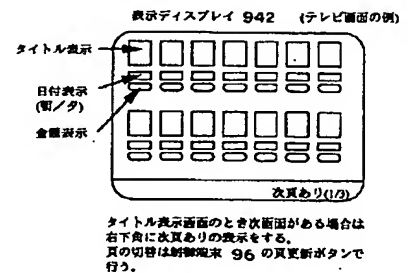 表示ディスプレイ 942 (テレビ画面の例)
タイトル表示
日付表示
(朝/夕)
金額表示
次頁あり(1/3)
タイトル表示画面のとき次画面がある場合は
右下角に次頁ありの表示をする。
頁の切替は制御端末 96 の頁更新ボタンで
行う。